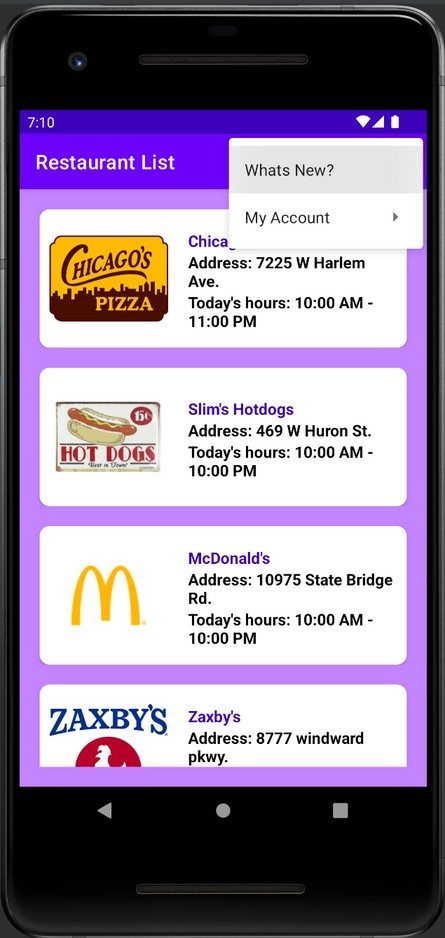 7:10
Restaurant List
Whats New?
My Account
CHICAGO'S
PIZZA
Chicag
Address: 7225 W Harlem
Ave.
Today's hours: 10:00 AM -
11:00 PM
15¢
HOT DOGS
"Best in Town!"
Slim's Hotdogs
Address: 469 W Huron St.
Today's hours: 10:00 AM -
10:00 PM
McDonald's
Address: 10975 State Bridge
Rd.
Today's hours: 10:00 AM -
10:00 PM
ZAXBY'S
Zaxby's
Address: 8777 windward
pkwy.